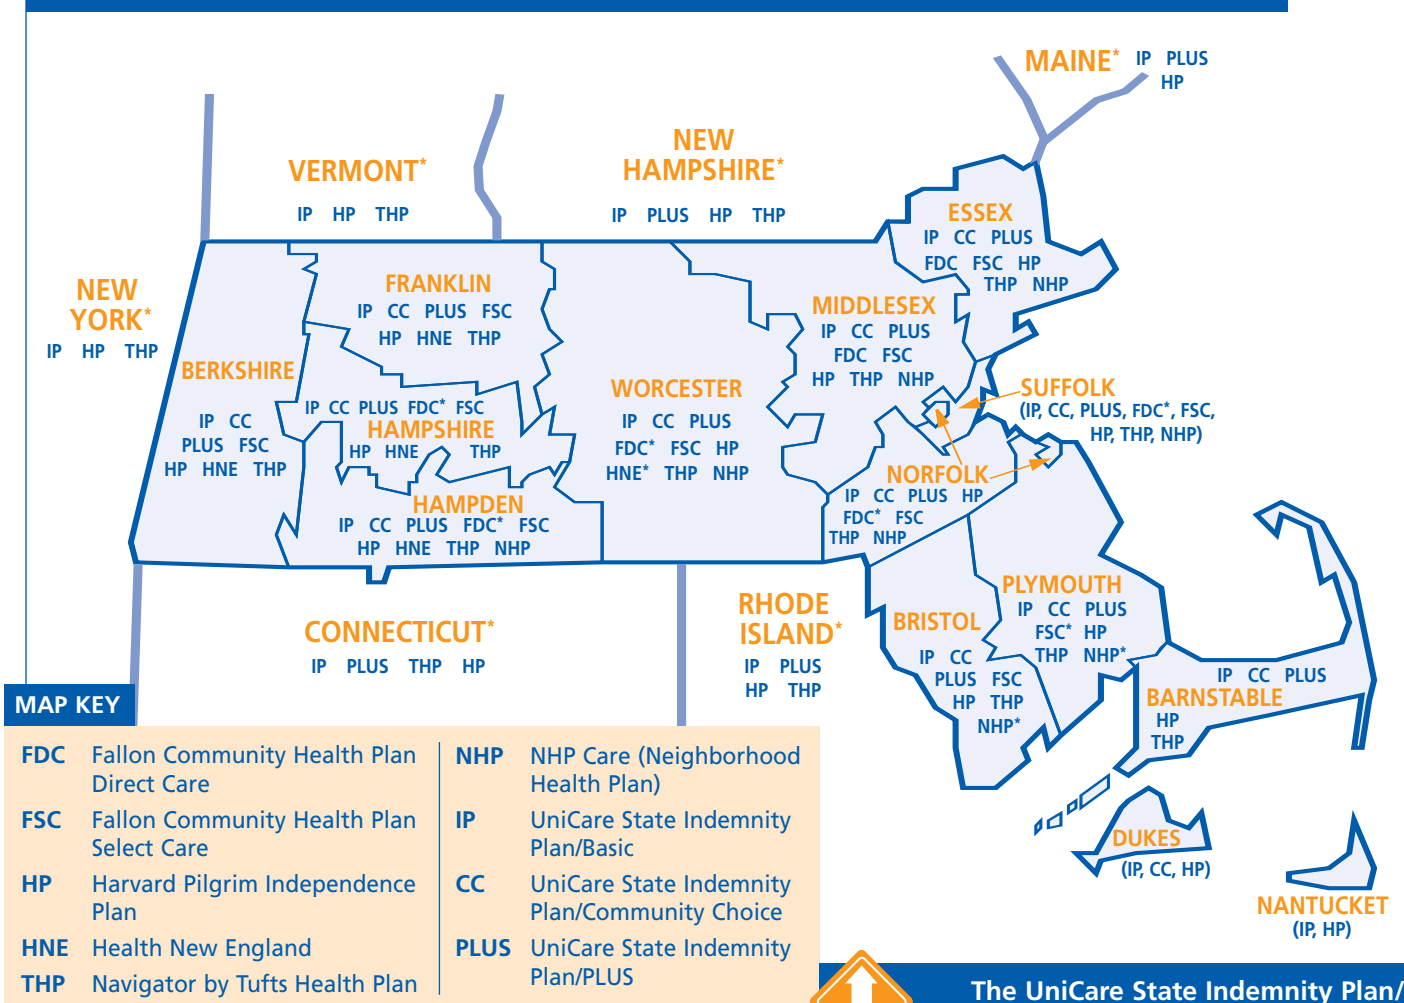 MAINE* IP PLUS
HP
VERMONT*
IP HP THP
NEW
HAMPSHIRE*
IP PLUS HP THP
NEW
YORK*
IP HP THP
ESSEX
IP CC PLUS
FDC FSC HP
THP NHP
FRANKLIN
IP CC PLUS FSC
HP HNE THP
MIDDLESEX
IP CC PLUS
FDC FSC
HP THP NHP
BERKSHIRE
IP CC
PLUS FSC
HP HNE THP
IP CC PLUS FDC* FSC
HAMPSHIRE
HP HNE THP
WORCESTER
IP CC PLUS
FDC* FSC HP
HNE* THP NHP
SUFFOLK
(IP, CC, PLUS, FDC*, FSC,
HP, THP, NHP)
NORFOLK
IP CC PLUS HP
FDC* FSC
THP NHP
HAMPDEN
IP CC PLUS FDC* FSC
HP HNE THP NHP
CONNECTICUT*
IP PLUS THP HP
RHODE
ISLAND*
IP PLUS
HP THP
BRISTOL
IP CC
PLUS FSC
HP THP
NHP*
PLYMOUTH
IP CC PLUS
FSC* HP
THP NHP*
IP CC PLUS
BARNSTABLE
HP
THP
DUKES
(IP, CC, HP)
NANTUCKET
(IP, HP)
MAP KEY
FDC Fallon Community Health Plan
Direct Care
FSC Fallon Community Health Plan
Select Care
HP Harvard Pilgrim Independence
Plan
HNE Health New England
THP Navigator by Tufts Health Plan
NHP NHP Care (Neighborhood
Health Plan)
IP UniCare State Indemnity
Plan/Basic
CC UniCare State Indemnity
Plan/Community Choice
PLUS UniCare State Indemnity
Plan/PLUS
The UniCare State Indemnity Plan/